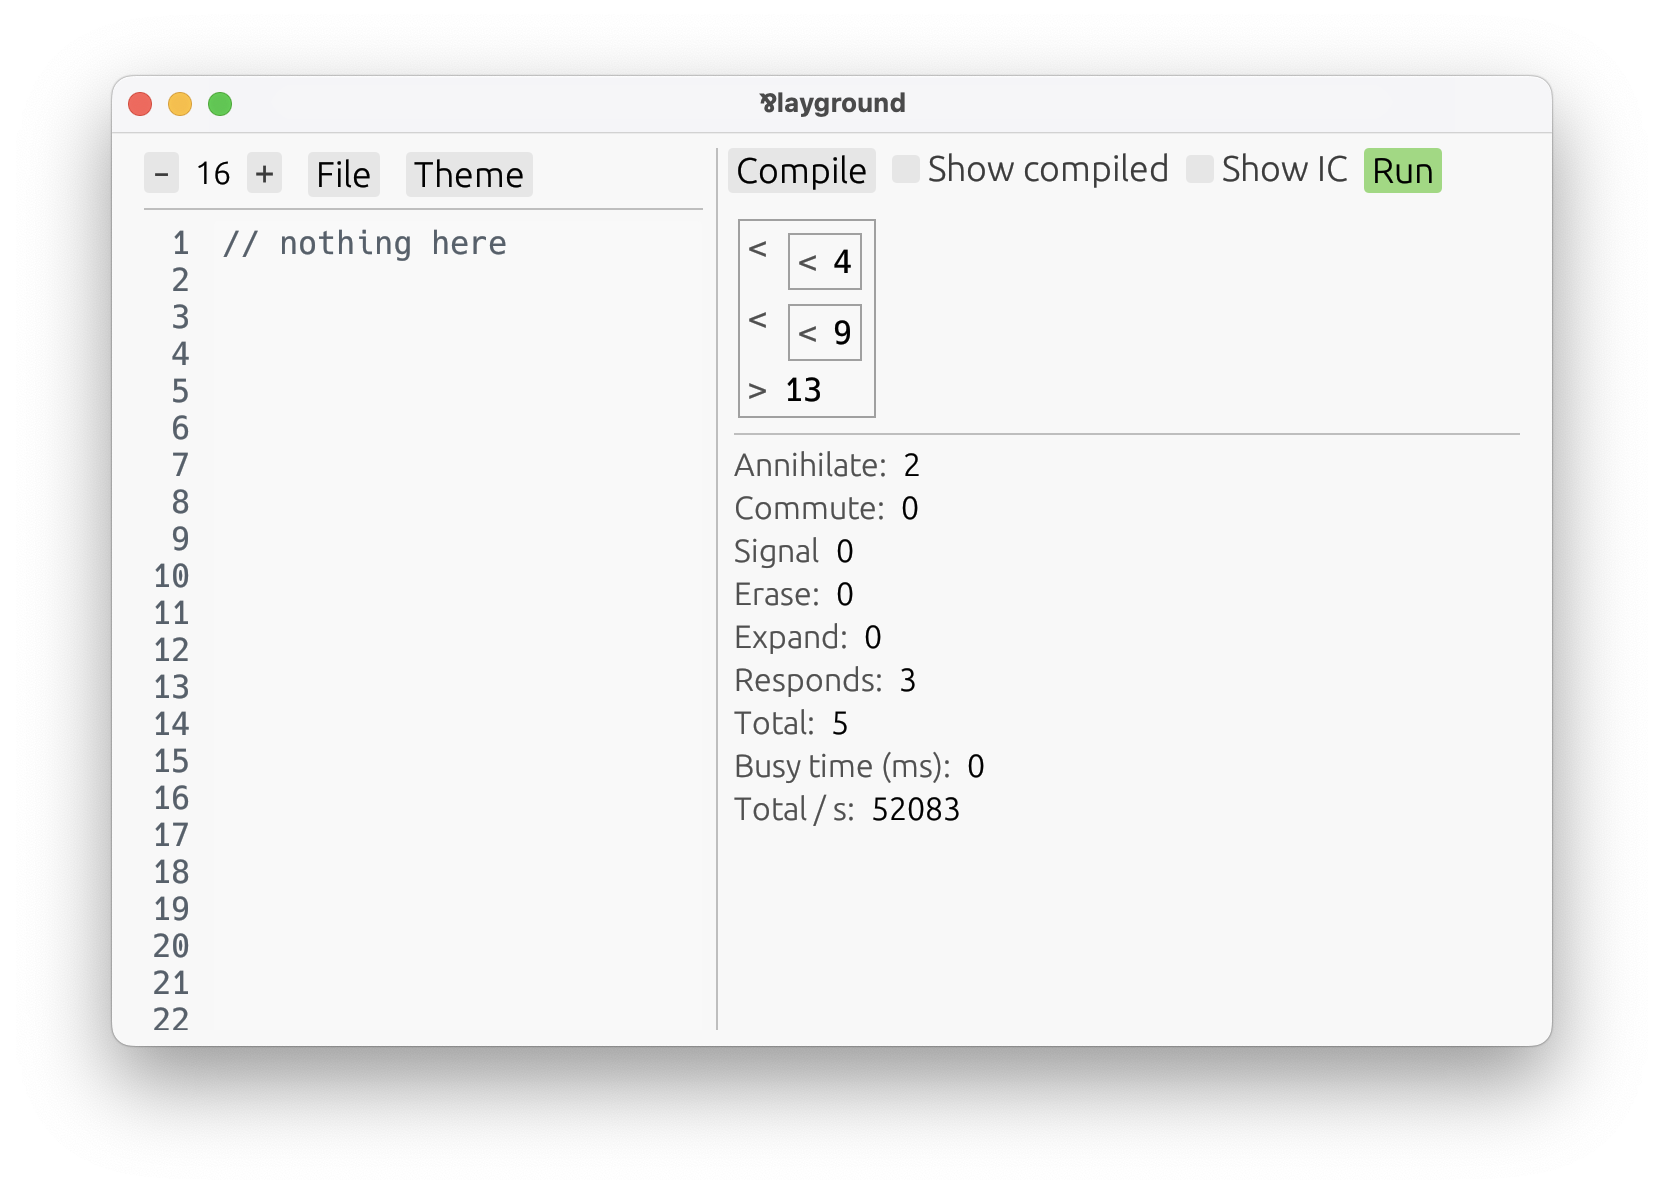 ⅋layground
- 16 + File Theme
Compile Show compiled Show IC Run
1 // nothing here
2
3
4
5
6
7
8
9
10
11
12
13
14
15
16
17
18
19
20
21
22
< < 4
< < 9
> 13
Annihilate: 2
Commute: 0
Signal 0
Erase: 0
Expand: 0
Responds: 3
Total: 5
Busy time (ms): 0
Total / s: 52083